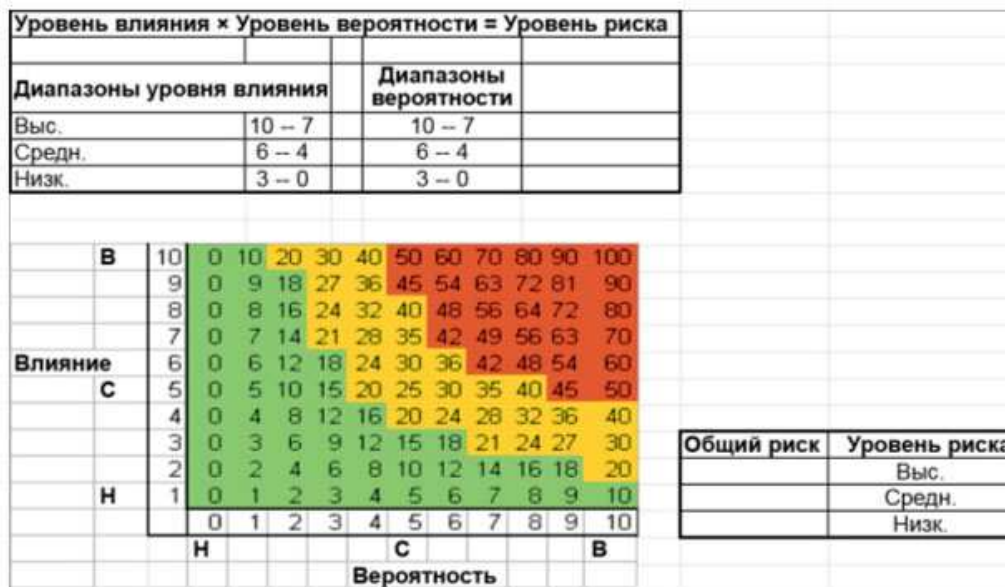 Уровень влияния × Уровень вероятности = Уровень риска
Диапазоны уровня влияния Диапазоны вероятности
Выс. 10 -- 7 10 -- 7
Средн. 6 -- 4 6 -- 4
Низк. 3 -- 0 3 -- 0
В 10 0 10 20 30 40 50 60 70 80 90 100
9 0 9 18 27 36 45 54 63 72 81 90
8 0 8 16 24 32 40 48 56 64 72 80
7 0 7 14 21 28 35 42 49 56 63 70
Влияние 6 0 6 12 18 24 30 36 42 48 54 60
С 5 0 5 10 15 20 25 30 35 40 45 50
4 0 4 8 12 16 20 24 28 32 36 40
3 0 3 6 9 12 15 18 21 24 27 30 Общий риск Уровень риска
2 0 2 4 6 8 10 12 14 16 18 20 Выс.
Н 1 0 1 2 3 4 5 6 7 8 9 10 Средн.
0 1 2 3 4 5 6 7 8 9 10 Низк.
Н С В
Вероятность